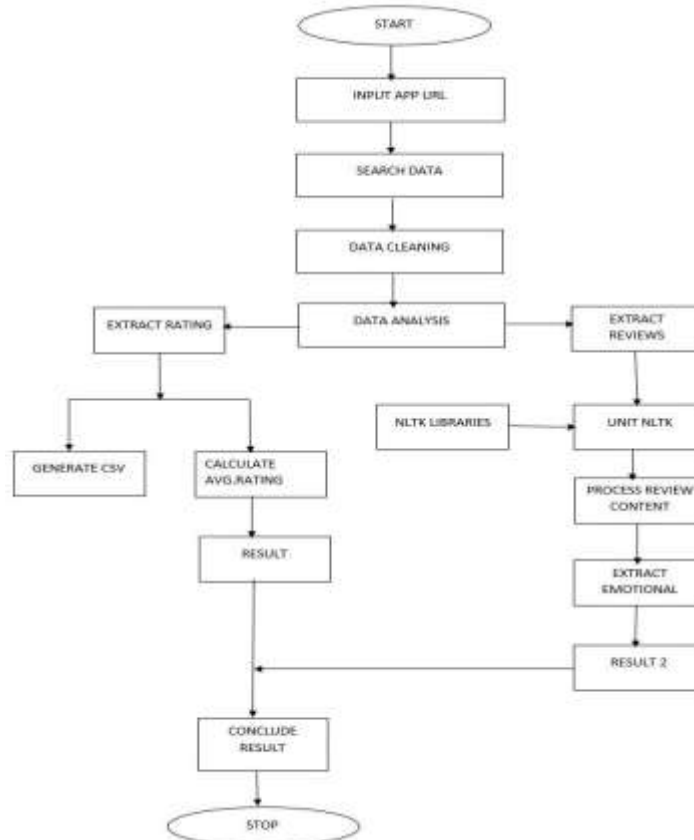 START
INPUT APP URL
SEARCH DATA
DATA CLEANING
DATA ANALYSIS
EXTRACT RATING
EXTRACT
REVIEWS
NLTK LIBRARIES
UNIT NLTK
GENERATE CSV
CALCULATE
AVG.RATING
PROCESS REVIEW
CONTENT
RESULT
EXTRACT
EMOTIONAL
RESULT 2
CONCLUDE
RESULT
STOP